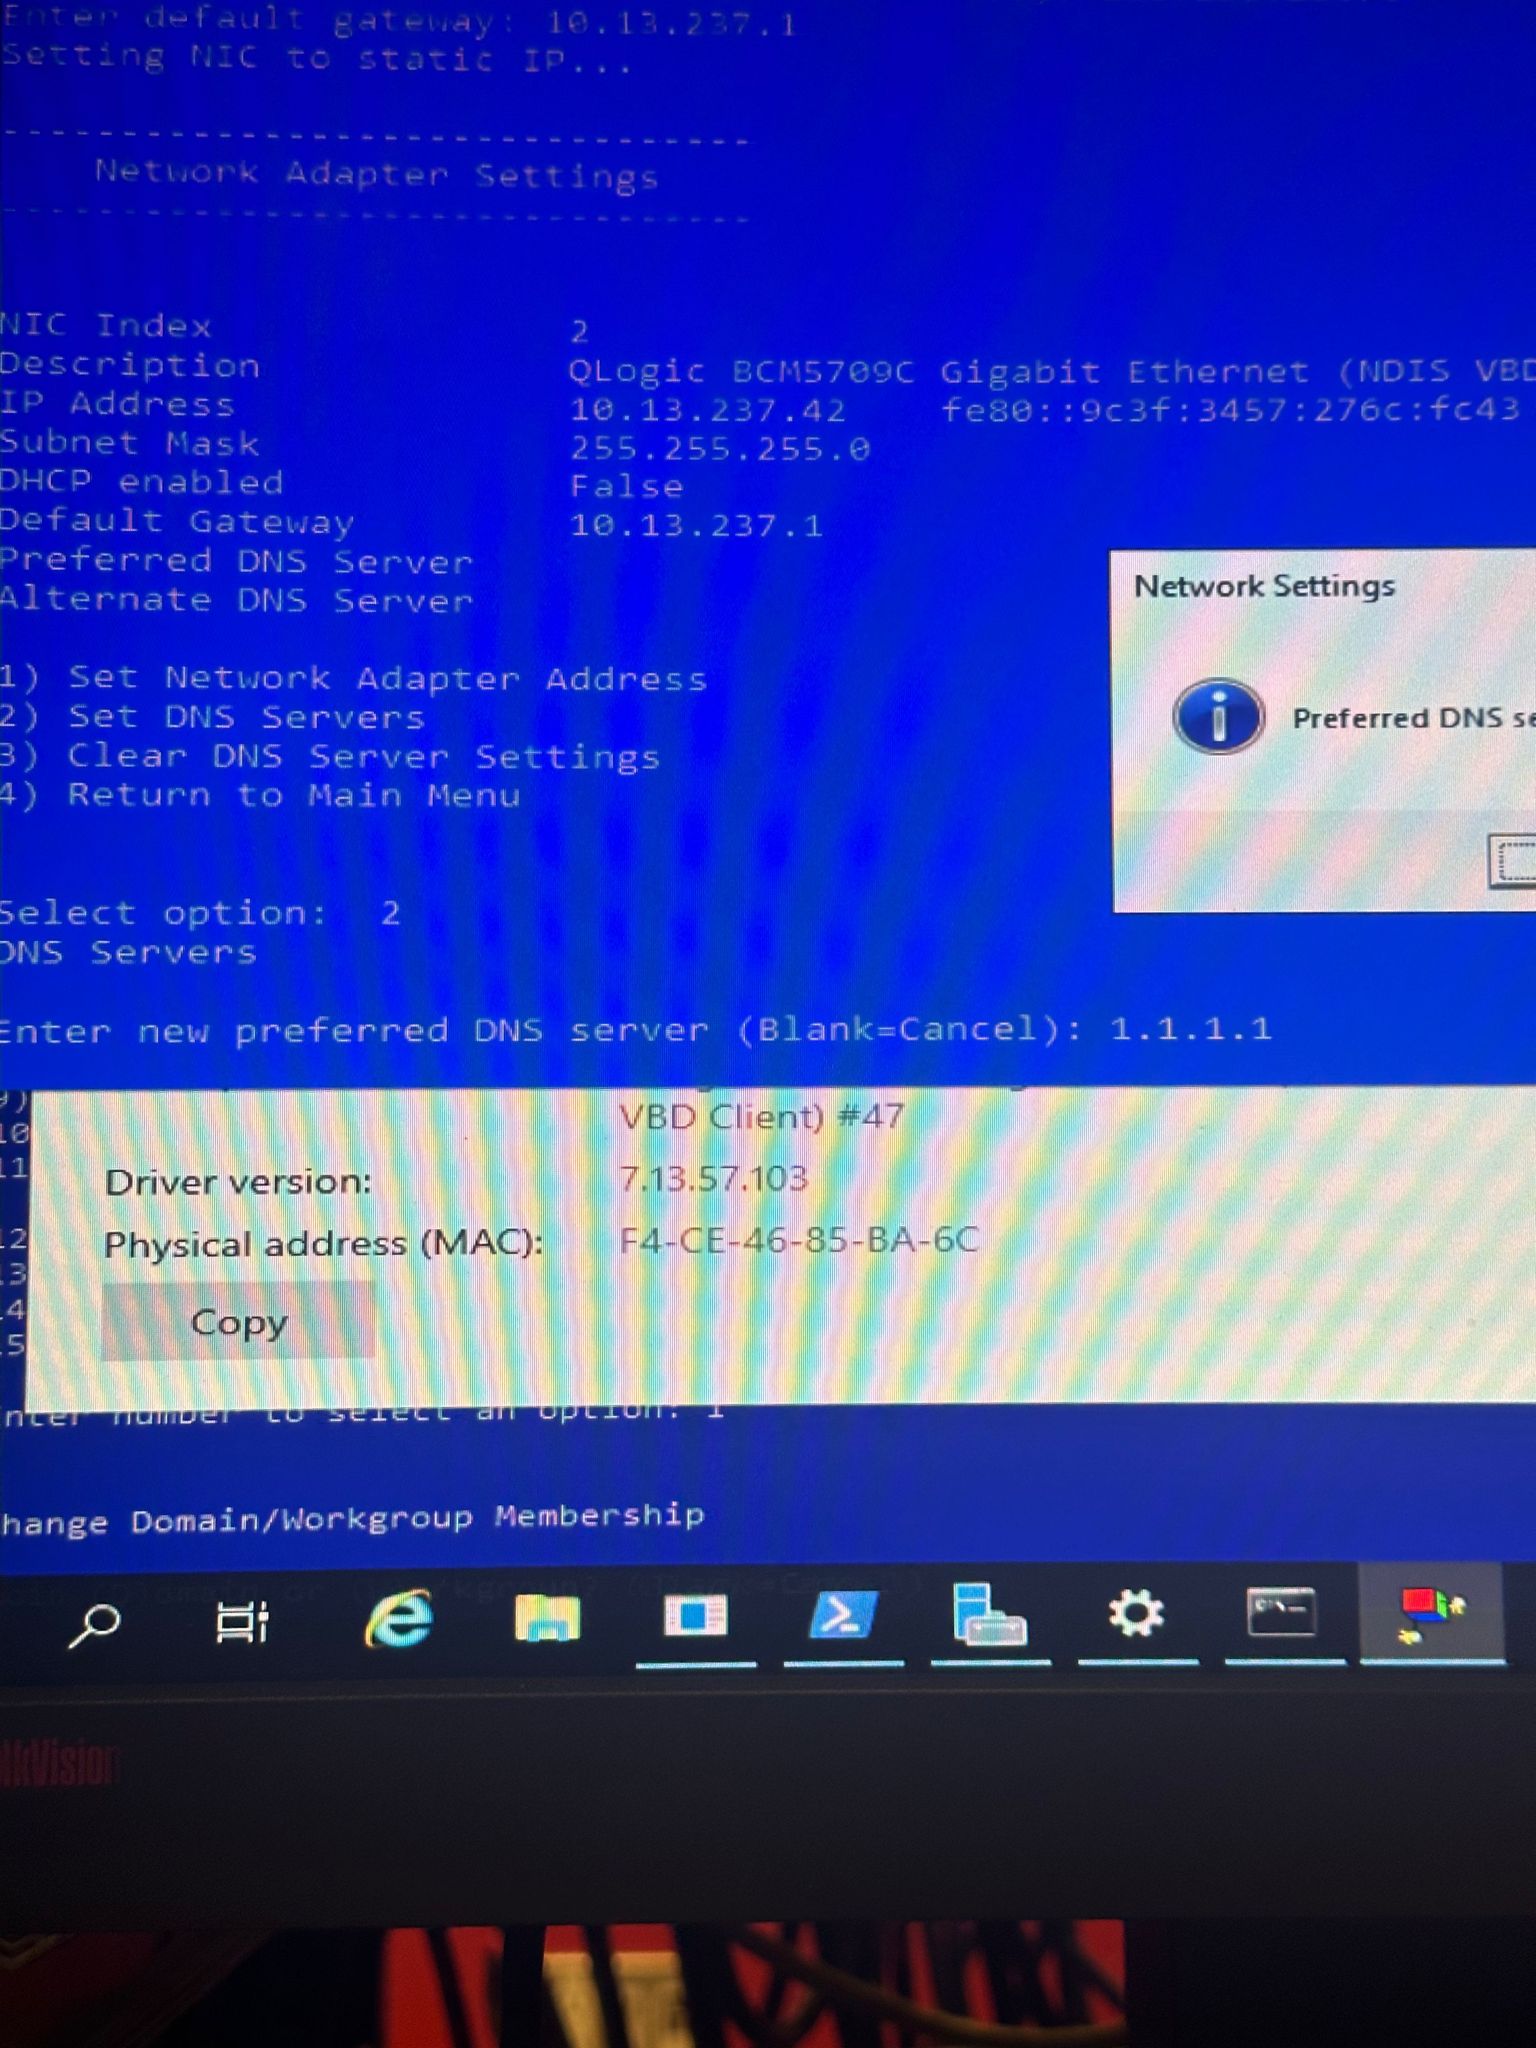 Enter default gateway: 10.13.237.1
Setting NIC to static IP...
--------------------------------
Network Adapter Settings
--------------------------------
NIC Index 2
Description QLogic BCM5709C Gigabit Ethernet (NDIS VBD
IP Address 10.13.237.42 fe80::9c3f:3457:276c:fc43
Subnet Mask 255.255.255.0
DHCP enabled False
Default Gateway 10.13.237.1
Preferred DNS Server
Alternate DNS Server
1) Set Network Adapter Address
2) Set DNS Servers
3) Clear DNS Server Settings
4) Return to Main Menu
Network Settings
Preferred DNS se
Select option: 2
DNS Servers
Enter new preferred DNS server (Blank=Cancel): 1.1.1.1
9)
10
11
12
13
14
15
VBD Client) #47
Driver version: 7.13.57.103
Physical address (MAC): F4-CE-46-85-BA-6C
Copy
nter number to select an option: 1
hange Domain/Workgroup Membership
C:\_
lkVision